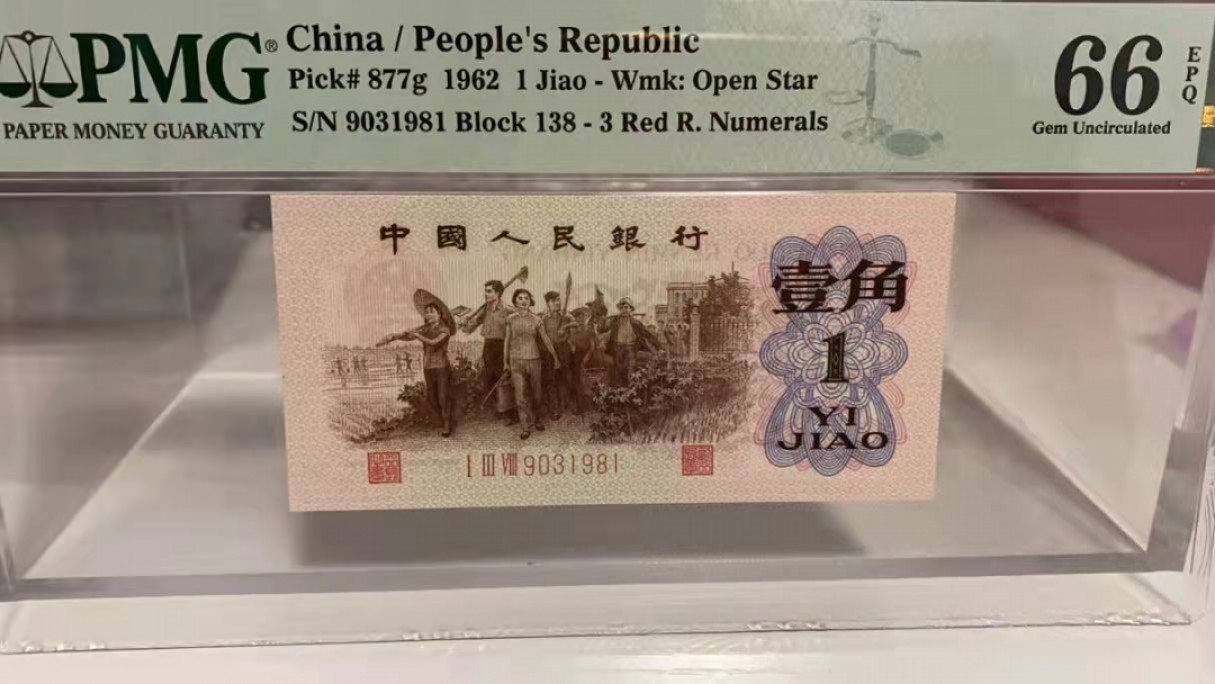 PMG®
PAPER MONEY GUARANTY
China / People's Republic
Pick# 877g 1962 1 Jiao - Wmk: Open Star
S/N 9031981 Block 138 - 3 Red R. Numerals
66
EPQ
Gem Uncirculated
中國人民銀行
壹角
1
YI
JIAO
I III VIII 9031981